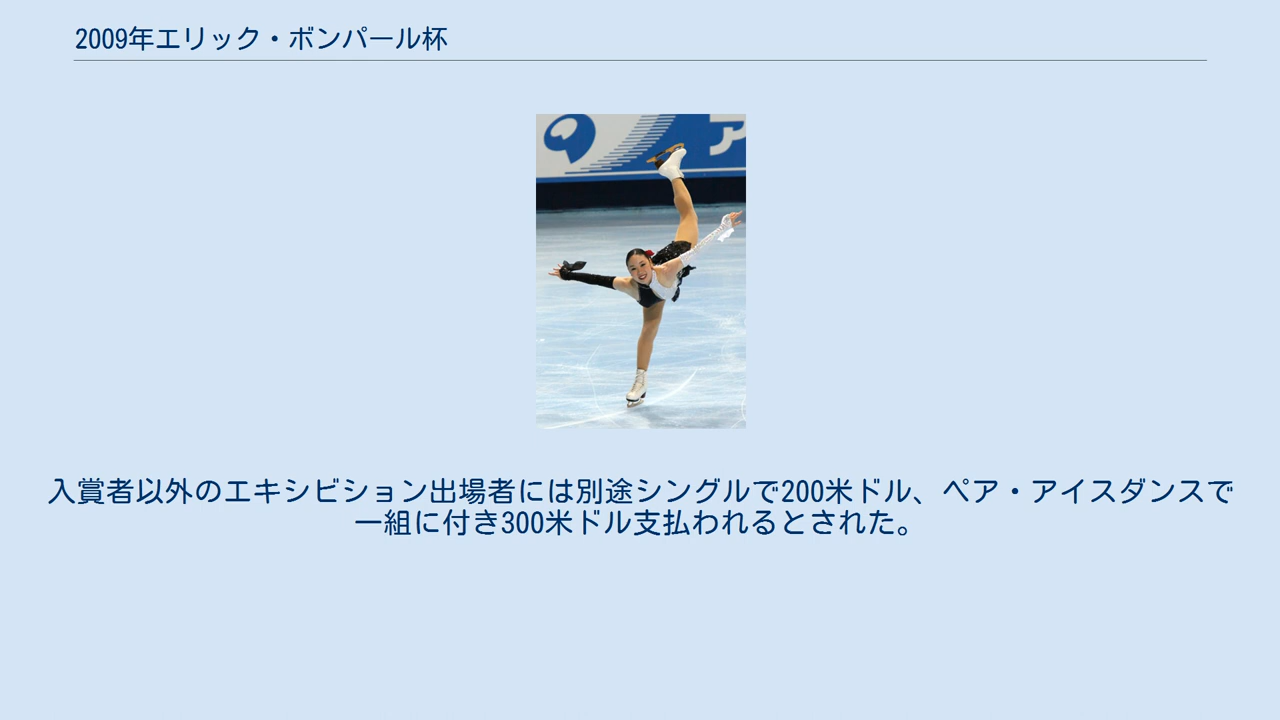 2009年エリック・ボンパール杯
ア
入賞者以外のエキシビション出場者には別途シングルで200米ドル、ペア・アイスダンスで
一組に付き300米ドル支払われるとされた。